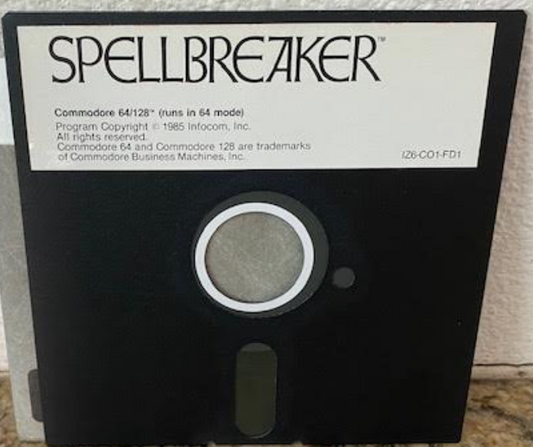 SPELLBREAKER™
Commodore 64/128™ (runs in 64 mode)
Program Copyright © 1985 Infocom, Inc.
All rights reserved.
Commodore 64 and Commodore 128 are trademarks
of Commodore Business Machines, Inc.
IZ6-CO1-FD1